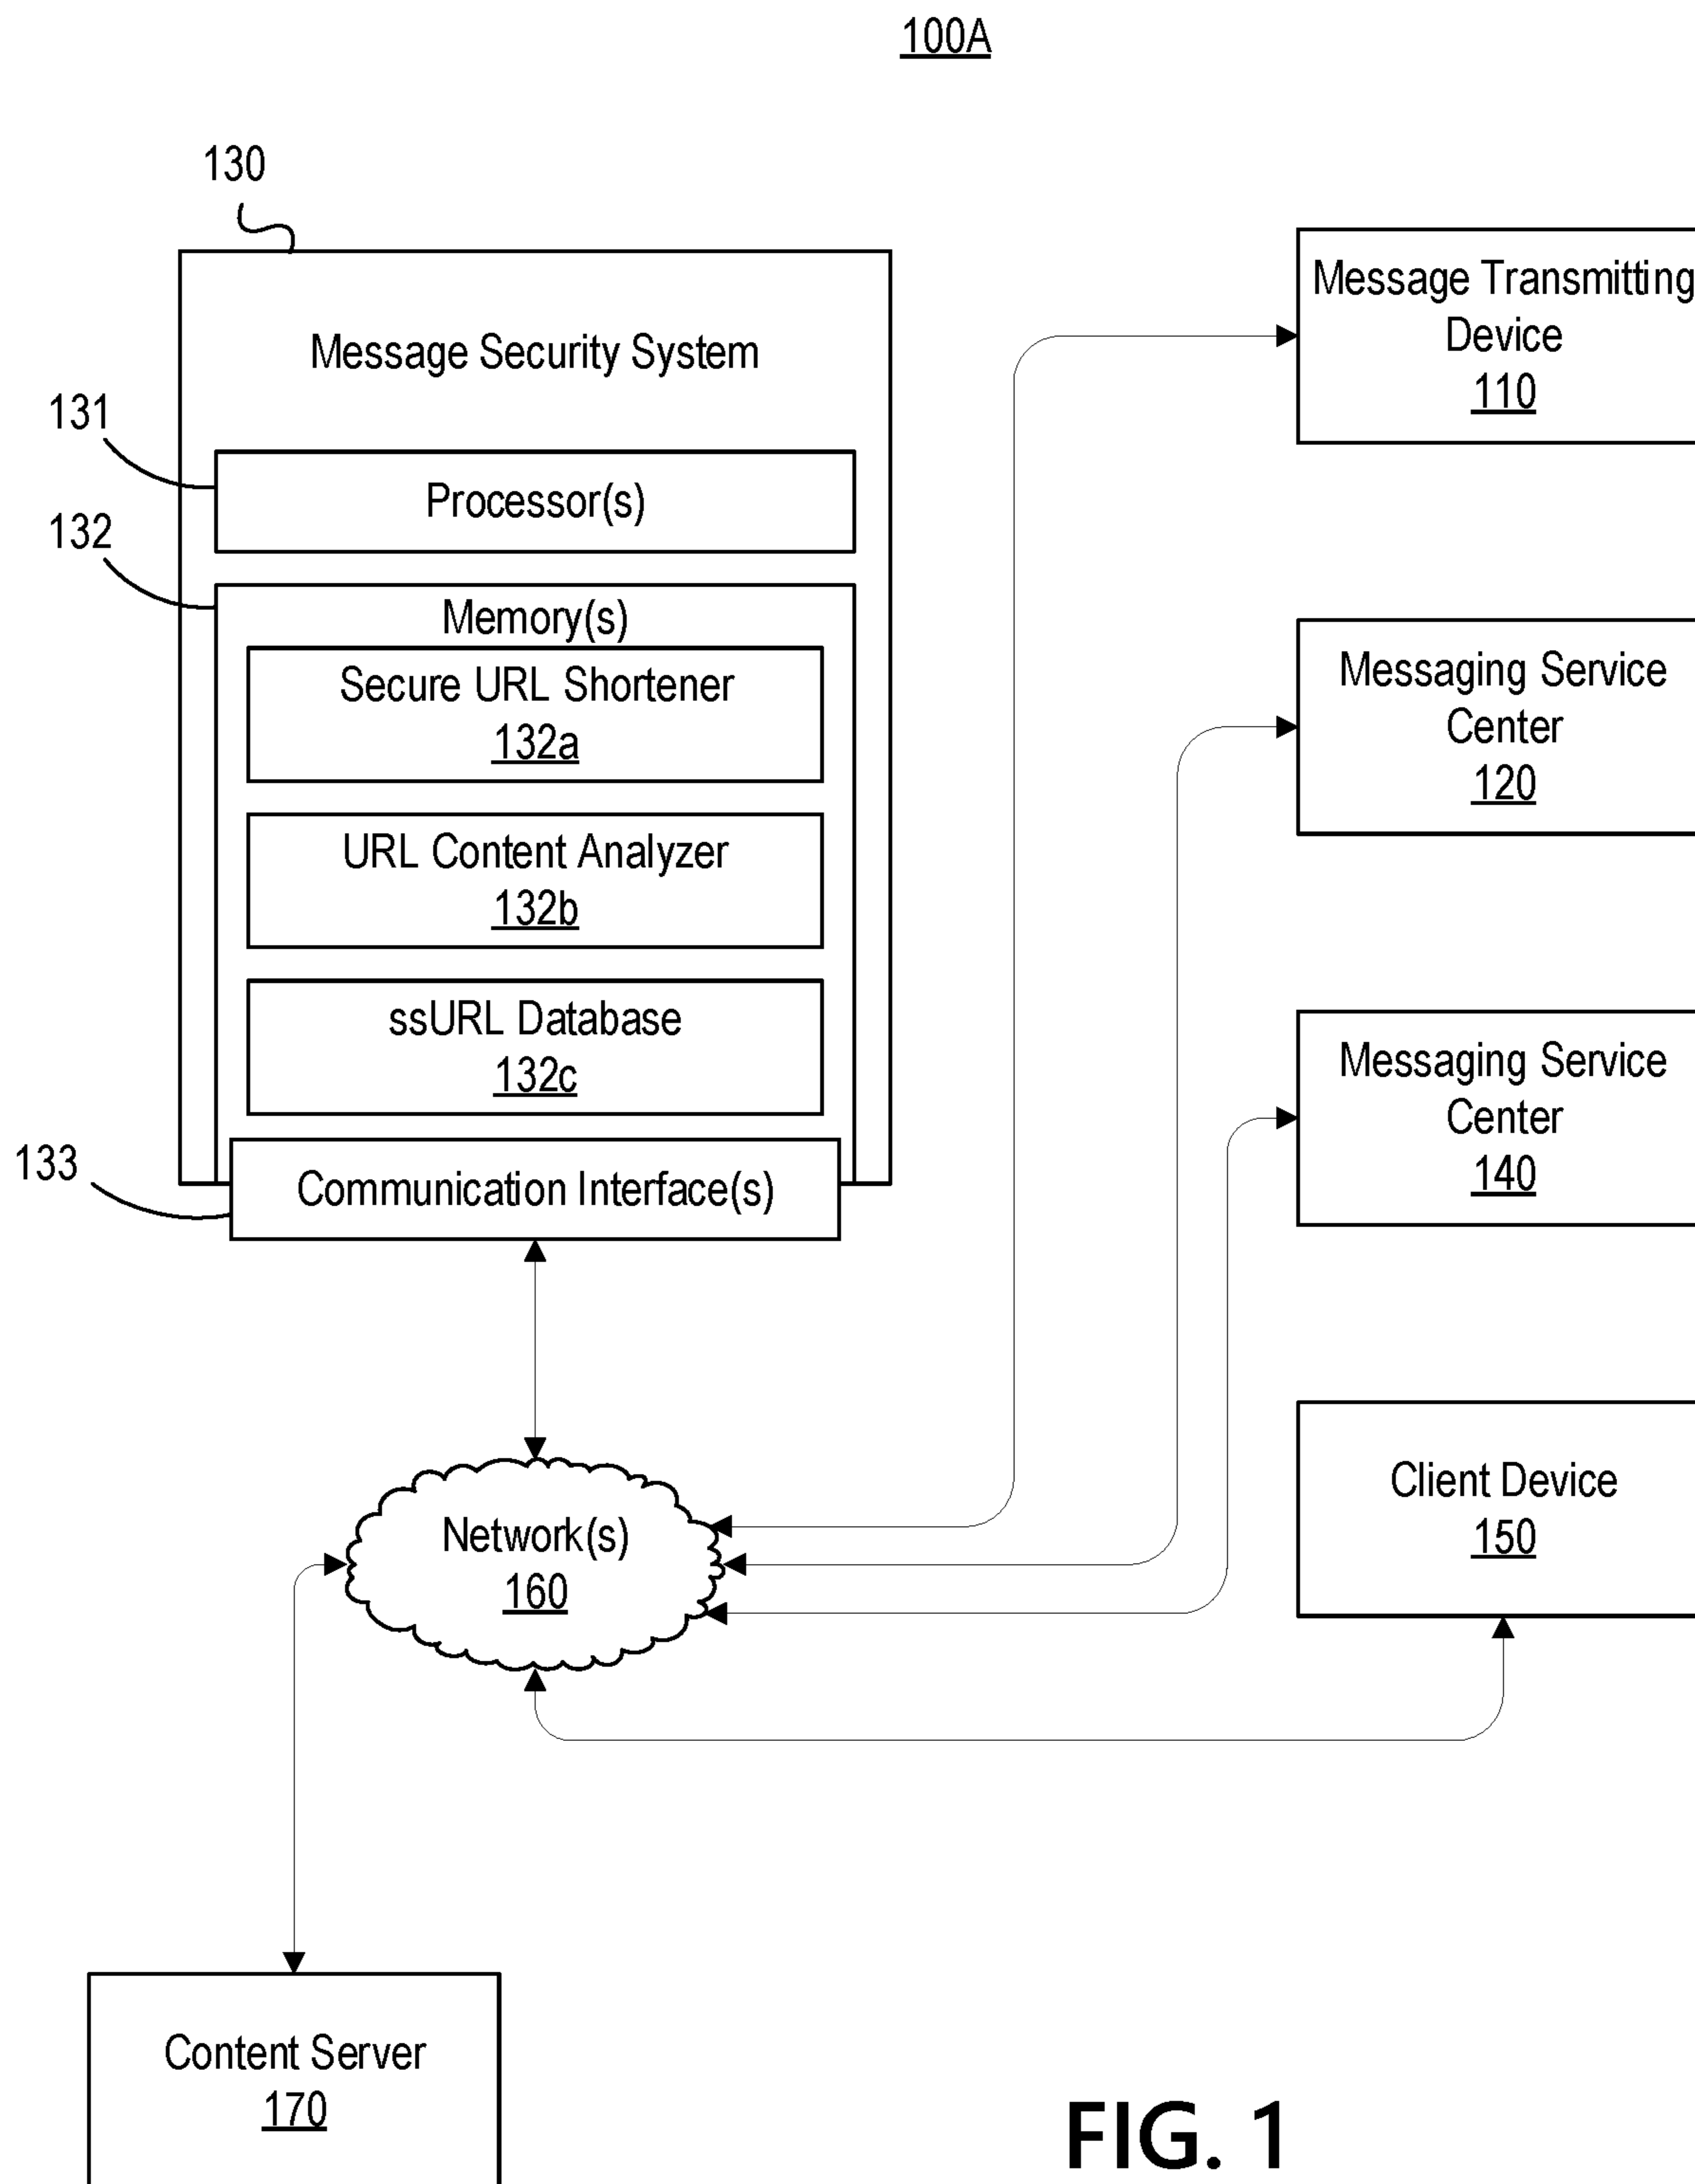 100A
130
Message Security System
131
Processor(s)
132
Memory(s)
Secure URL Shortener
132a
URL Content Analyzer
132b
ssURL Database
132c
133
Communication Interface(s)
Message Transmitting
Device
110
Messaging Service
Center
120
Messaging Service
Center
140
Client Device
150
Network(s)
160
Content Server
170
FIG. 1